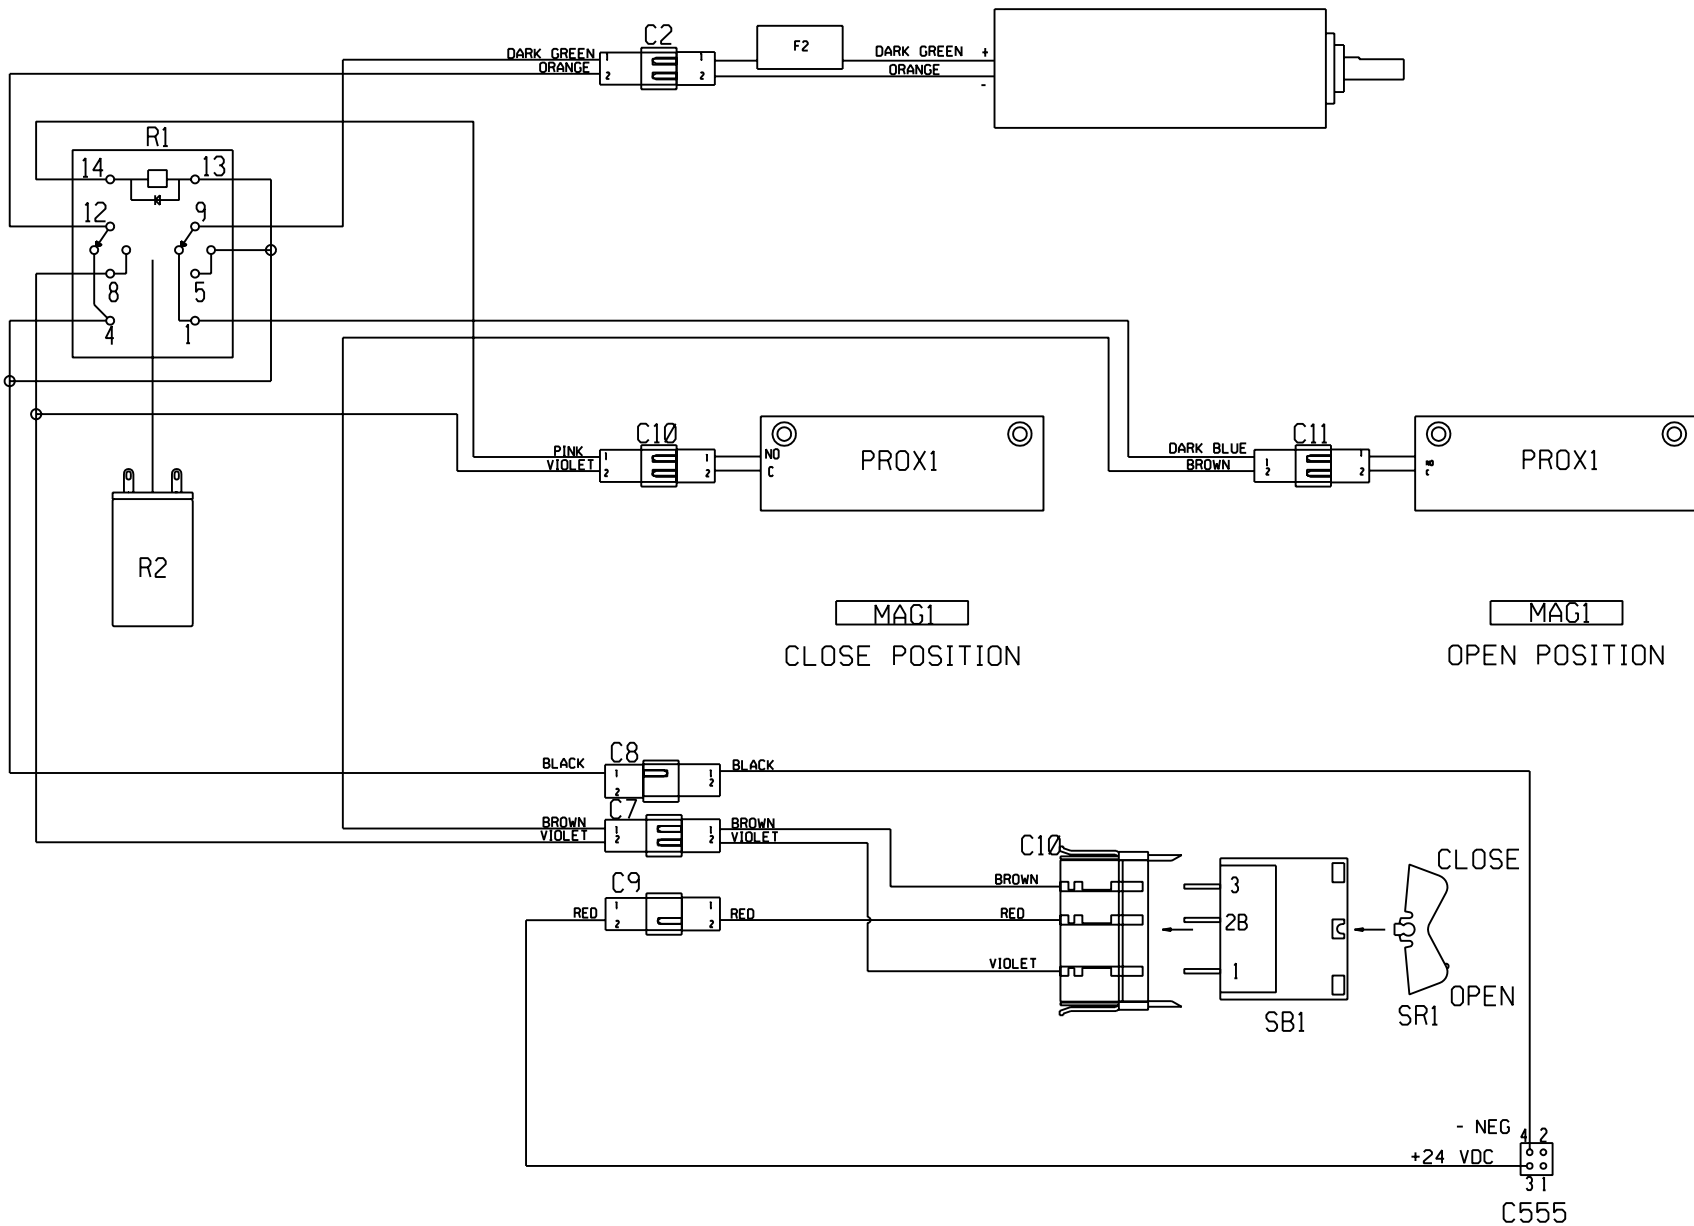 C2
DARK GREEN
ORANGE
1
2
1
2
F2
DARK GREEN +
ORANGE
-
R1
14
13
12
9
8
5
4
1
C10
PINK
VIOLET
1
2
1
2
NO
C
PROX1
C11
DARK BLUE
BROWN
1
2
1
2
NO
C
PROX1
R2
MAG1
CLOSE POSITION
MAG1
OPEN POSITION
C8
BLACK
1
2
1
2
BLACK
C7
BROWN
VIOLET
1
2
1
2
BROWN
VIOLET
C9
RED
1
2
1
2
RED
C10
BROWN
RED
VIOLET
3
2B
1
SB1
CLOSE
OPEN
SR1
- NEG
4 2
+24 VDC
3 1
C555